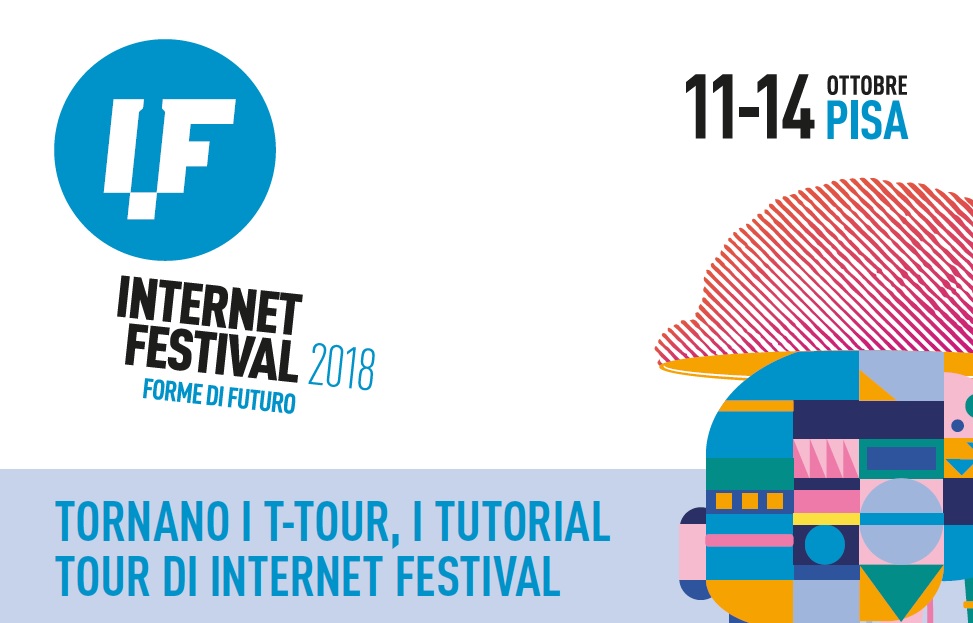 IF
11-14 OTTOBRE
PISA
INTERNET
FESTIVAL 2018
FORME DI FUTURO
TORNANO I T-TOUR, I TUTORIAL
TOUR DI INTERNET FESTIVAL